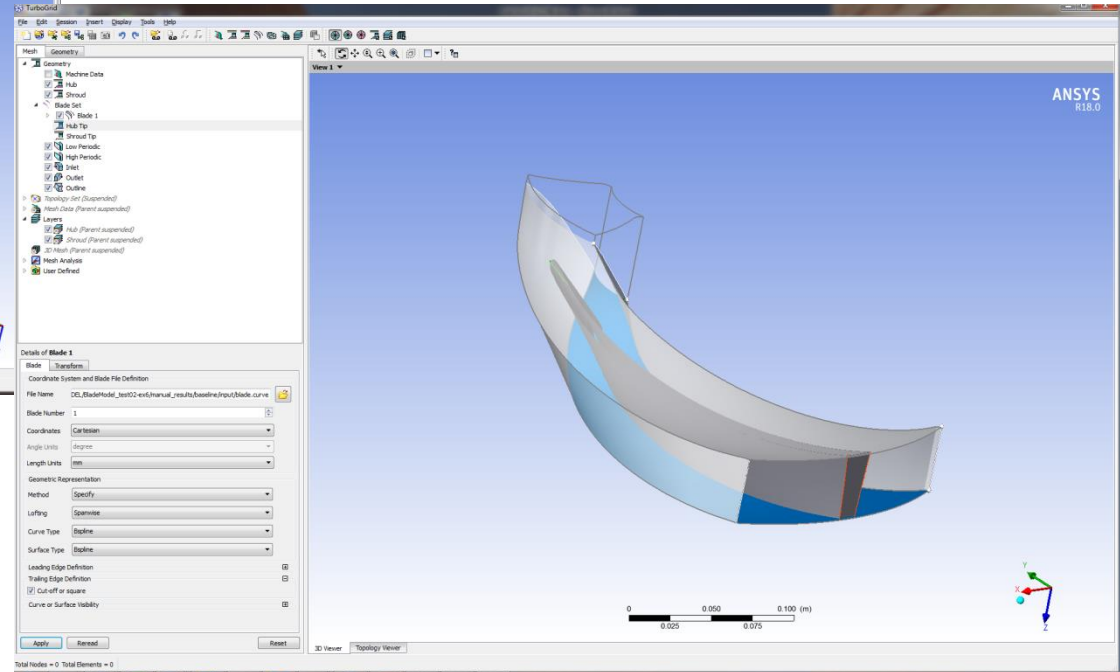 TurboGrid
File Edit Session Insert Display Tools Help
Mesh Geometry
Geometry
Machine Data
Hub
Shroud
Blade Set
Blade 1
Hub Tip
Shroud Tip
Low Periodic
High Periodic
Inlet
Outlet
Outline
Topology Set (Suspended)
Mesh Data (Parent suspended)
Layers
Hub (Parent suspended)
Shroud (Parent suspended)
3D Mesh (Parent suspended)
Mesh Analysis
User Defined
Details of Blade 1
Blade Transform
Coordinate System and Blade File Definition
File Name DEL/BladeModel_test02-ex6/manual_results/baseline/input/blade.curve
Blade Number 1
Coordinates Cartesian
Angle Units degree
Length Units mm
Geometric Representation
Method Specify
Lofting Spanwise
Curve Type Bspline
Surface Type Bspline
Leading Edge Definition
Trailing Edge Definition
Cut-off or square
Curve or Surface Visibility
Apply Reread Reset
Total Nodes = 0 Total Elements = 0
View 1
ANSYS
R18.0
Y
X
Z
0 0.050 0.100 (m)
0.025 0.075
3D Viewer Topology Viewer